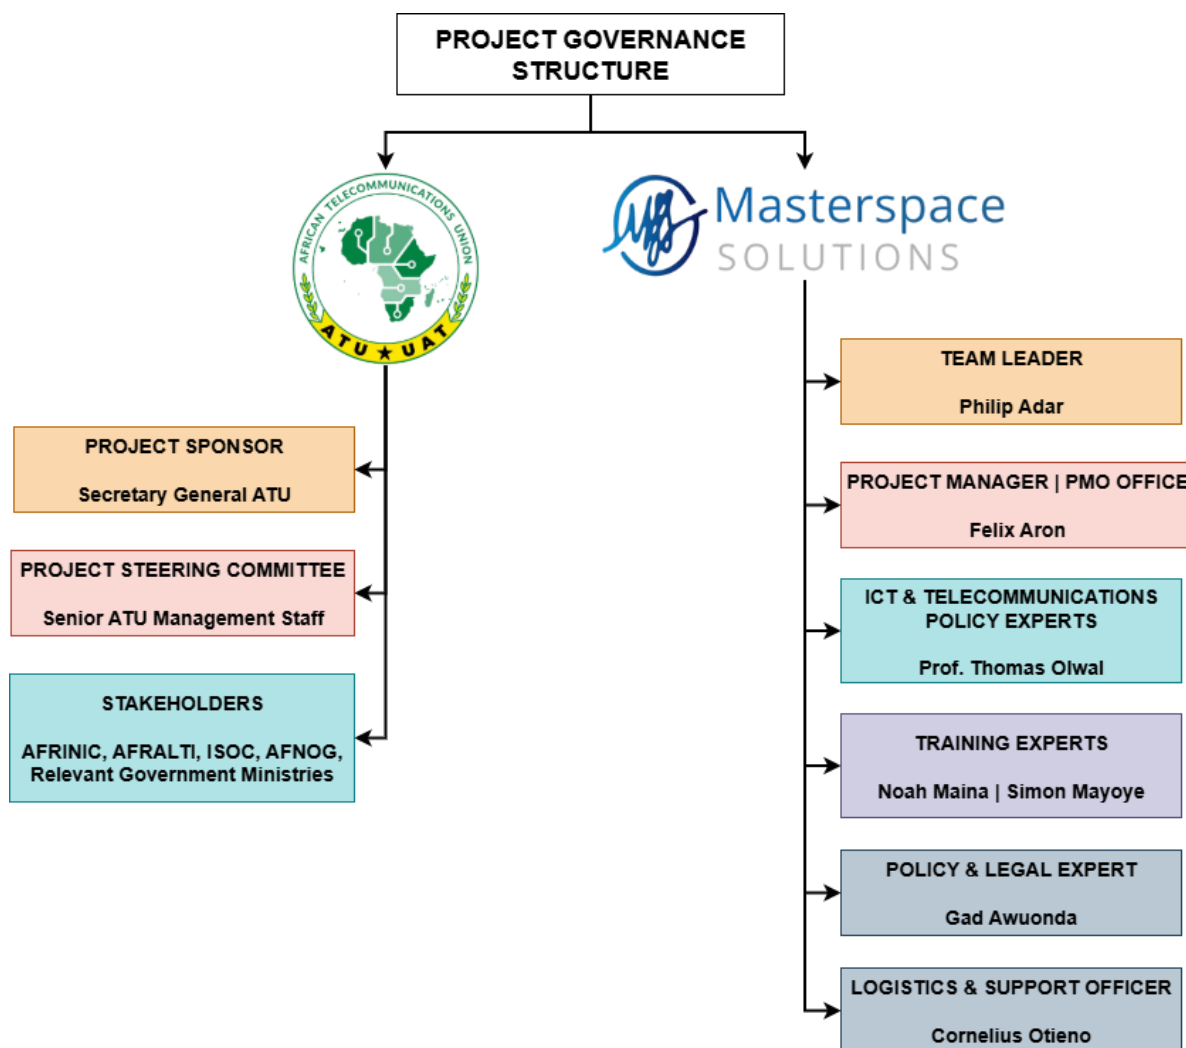 PROJECT GOVERNANCE
STRUCTURE
AFRICAN TELECOMMUNICATIONS UNION
ATU ★ UAT
Masterspace
SOLUTIONS
PROJECT SPONSOR
Secretary General ATU
PROJECT STEERING COMMITTEE
Senior ATU Management Staff
STAKEHOLDERS
AFRINIC, AFRALTI, ISOC, AFNOG,
Relevant Government Ministries
TEAM LEADER
Philip Adar
PROJECT MANAGER | PMO OFFICE
Felix Aron
ICT & TELECOMMUNICATIONS
POLICY EXPERTS
Prof. Thomas Olwal
TRAINING EXPERTS
Noah Maina | Simon Mayoye
POLICY & LEGAL EXPERT
Gad Awuonda
LOGISTICS & SUPPORT OFFICER
Cornelius Otieno